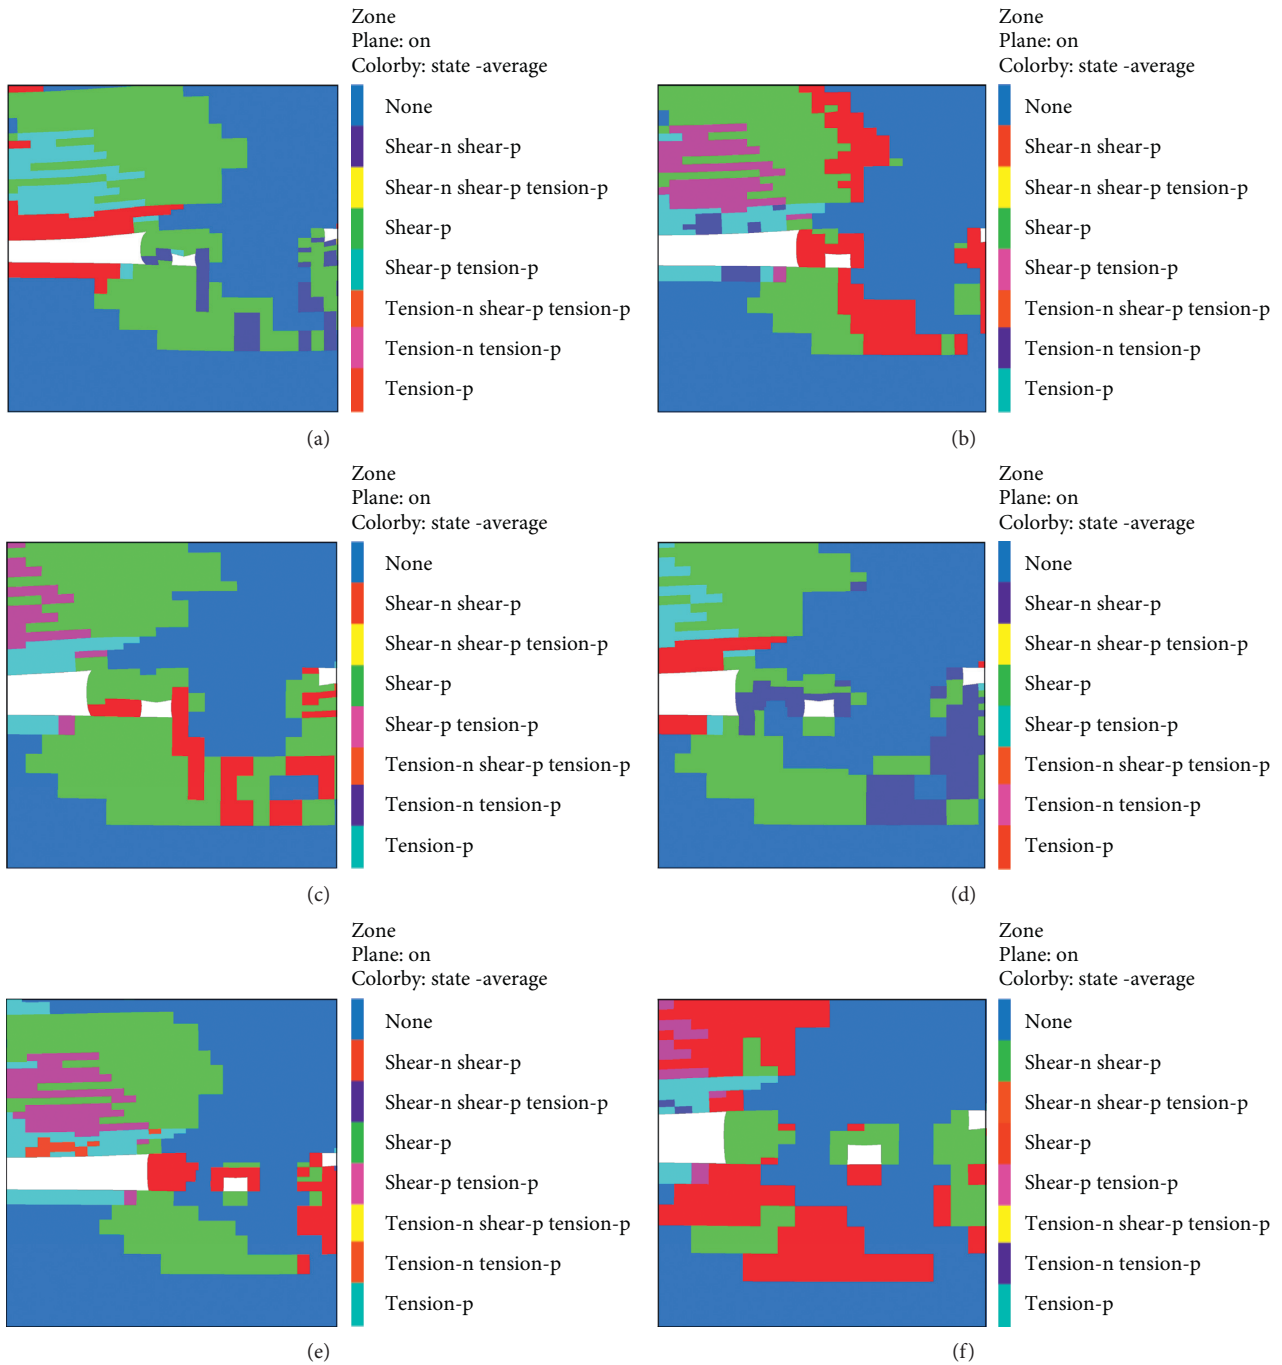 Zone
Plane: on
Colorby: state -average
None
Shear-n shear-p
Shear-n shear-p tension-p
Shear-p
Shear-p tension-p
Tension-n shear-p tension-p
Tension-n tension-p
Tension-p
(a)
Zone
Plane: on
Colorby: state -average
None
Shear-n shear-p
Shear-n shear-p tension-p
Shear-p
Shear-p tension-p
Tension-n shear-p tension-p
Tension-n tension-p
Tension-p
(b)
Zone
Plane: on
Colorby: state -average
None
Shear-n shear-p
Shear-n shear-p tension-p
Shear-p
Shear-p tension-p
Tension-n shear-p tension-p
Tension-n tension-p
Tension-p
(c)
Zone
Plane: on
Colorby: state -average
None
Shear-n shear-p
Shear-n shear-p tension-p
Shear-p
Shear-p tension-p
Tension-n shear-p tension-p
Tension-n tension-p
Tension-p
(d)
Zone
Plane: on
Colorby: state -average
None
Shear-n shear-p
Shear-n shear-p tension-p
Shear-p
Shear-p tension-p
Tension-n shear-p tension-p
Tension-n tension-p
Tension-p
(e)
Zone
Plane: on
Colorby: state -average
None
Shear-n shear-p
Shear-n shear-p tension-p
Shear-p
Shear-p tension-p
Tension-n shear-p tension-p
Tension-n tension-p
Tension-p
(f)